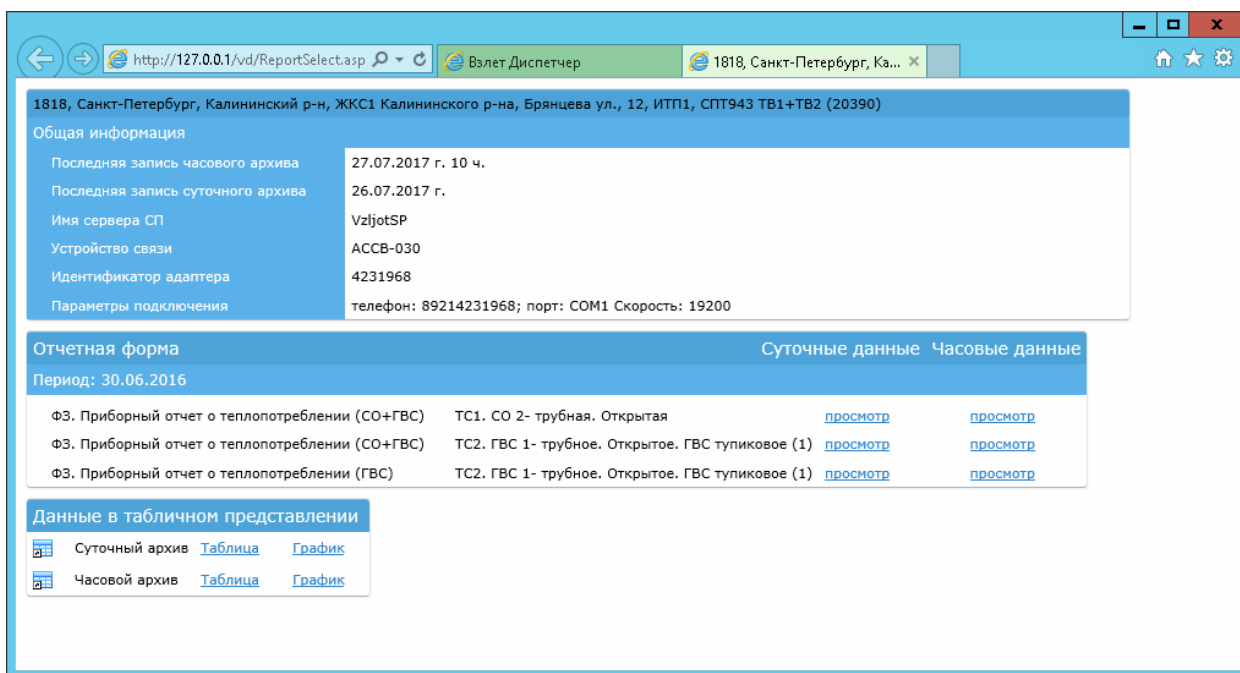 http://127.0.0.1/vd/ReportSelect.asp
Взлет Диспетчер
1818, Санкт-Петербург, Ка...
1818, Санкт-Петербург, Калининский р-н, ЖКС1 Калининского р-на, Брянцева ул., 12, ИТП1, СПТ943 ТВ1+ТВ2 (20390)
Общая информация
Последняя запись часового архива 27.07.2017 г. 10 ч.
Последняя запись суточного архива 26.07.2017 г.
Имя сервера СП VzljotSP
Устройство связи АССВ-030
Идентификатор адаптера 4231968
Параметры подключения телефон: 89214231968; порт: COM1 Скорость: 19200
Отчетная форма Суточные данные Часовые данные
Период: 30.06.2016
Ф3. Приборный отчет о теплопотреблении (СО+ГВС) ТС1. СО 2- трубная. Открытая просмотр просмотр
Ф3. Приборный отчет о теплопотреблении (СО+ГВС) ТС2. ГВС 1- трубное. Открытое. ГВС тупиковое (1) просмотр просмотр
Ф3. Приборный отчет о теплопотреблении (ГВС) ТС2. ГВС 1- трубное. Открытое. ГВС тупиковое (1) просмотр просмотр
Данные в табличном представлении
Суточный архив Таблица График
Часовой архив Таблица График